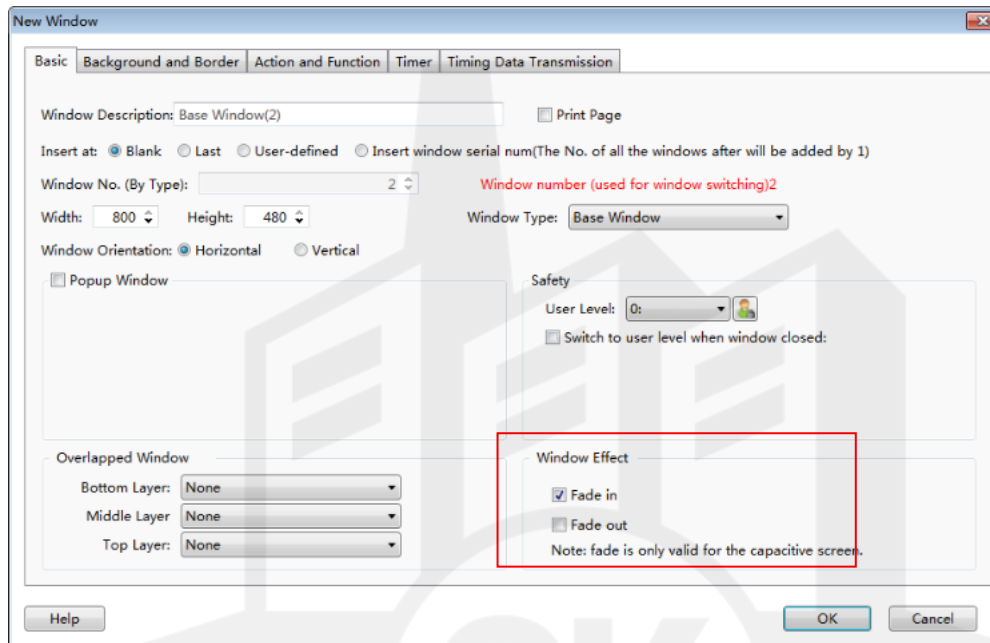 New Window
Basic Background and Border Action and Function Timer Timing Data Transmission
Window Description: Base Window(2) Print Page
Insert at: Blank Last User-defined Insert window serial num(The No. of all the windows after will be added by 1)
Window No. (By Type): 2 Window number (used for window switching)2
Width: 800 Height: 480 Window Type: Base Window
Window Orientation: Horizontal Vertical
Popup Window Safety
User Level: 0:
Switch to user level when window closed:
Overlapped Window Window Effect
Bottom Layer: None Fade in
Middle Layer None Fade out
Top Layer: None Note: fade is only valid for the capacitive screen.
Help OK Cancel